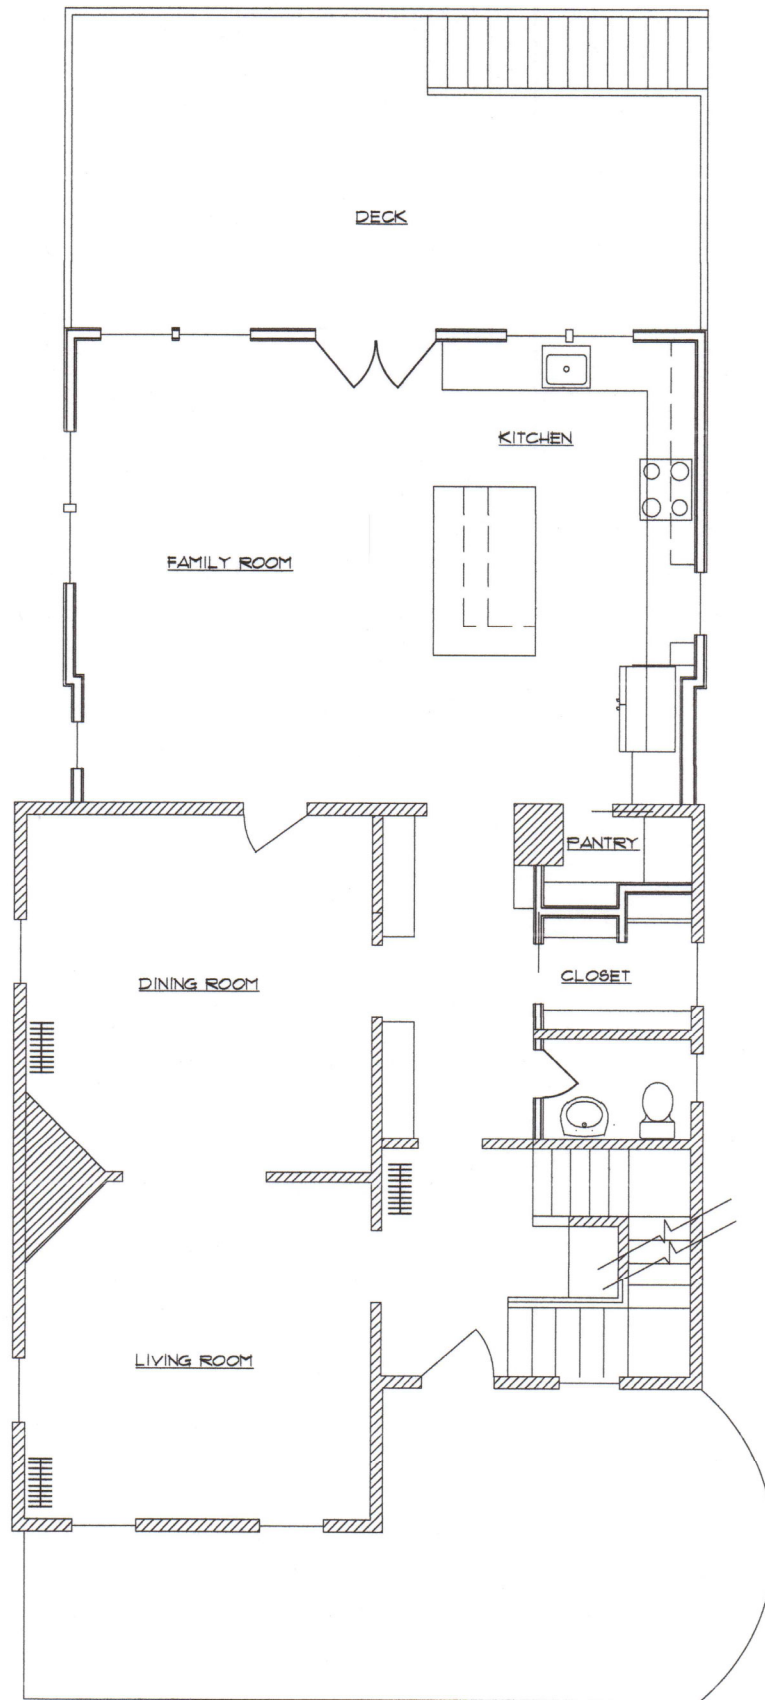 DECK
KITCHEN
FAMILY ROOM
PANTRY
CLOSET
DINING ROOM
LIVING ROOM